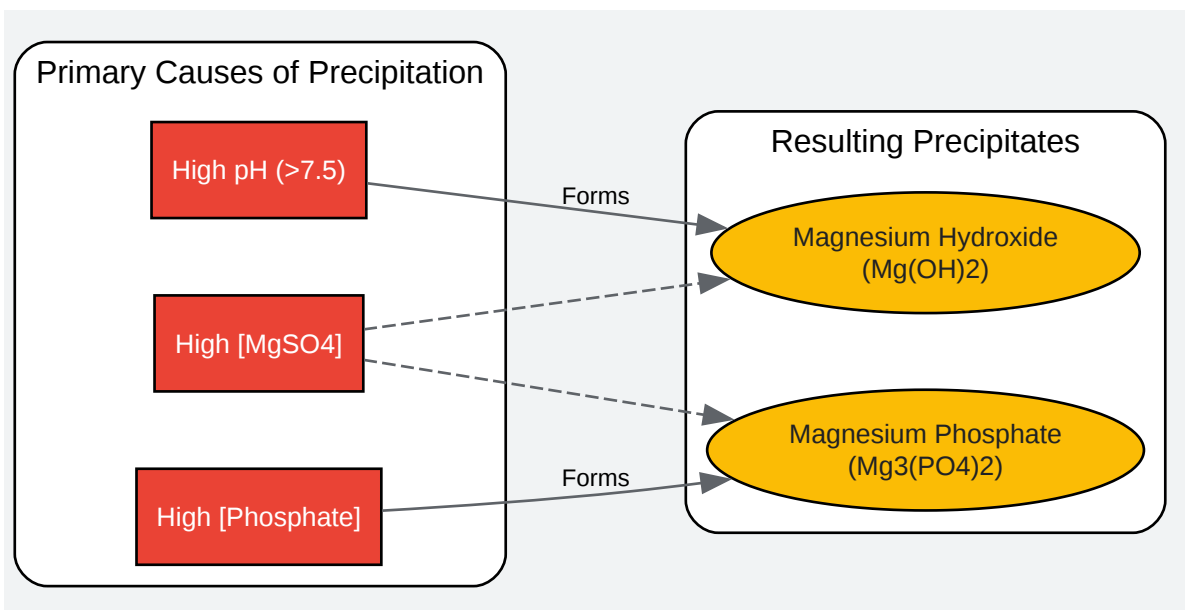 Primary Causes of Precipitation
High pH (>7.5)
High [MgSO4]
High [Phosphate]
Forms
Forms
Resulting Precipitates
Magnesium Hydroxide
(Mg(OH)2)
Magnesium Phosphate
(Mg3(PO4)2)